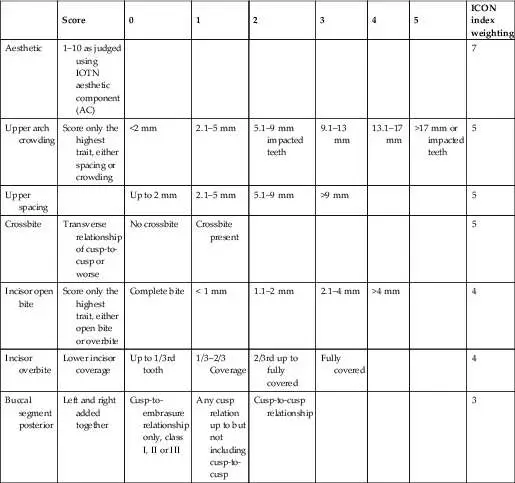 Score 0 1 2 3 4 5 ICON
index
weighting
Aesthetic 1–10 as judged 7
using
IOTN
aesthetic
component
(AC)
Upper arch Score only the <2 mm 2.1–5 mm 5.1–9 mm 9.1–13 13.1–17 >17 mm or 5
crowding highest impacted mm mm impacted
trait, either teeth teeth
spacing or
crowding
Upper Up to 2 mm 2.1–5 mm 5.1–9 mm >9 mm 5
spacing
Crossbite Transverse No crossbite Crossbite 5
relationship present
of cusp-to-
cusp or
worse
Incisor open Score only the Complete bite < 1 mm 1.1–2 mm 2.1–4 mm >4 mm 4
bite highest
trait, either
open bite
or overbite
Incisor Lower incisor Up to 1/3rd 1/3–2/3 2/3rd up to Fully 4
overbite coverage tooth Coverage fully covered
covered
Buccal Left and right Cusp-to- Any cusp Cusp-to-cusp 3
segment added embrasure relation relationship
posterior together relationship up to but
only, class not
I, II or III including
cusp-to-
cusp